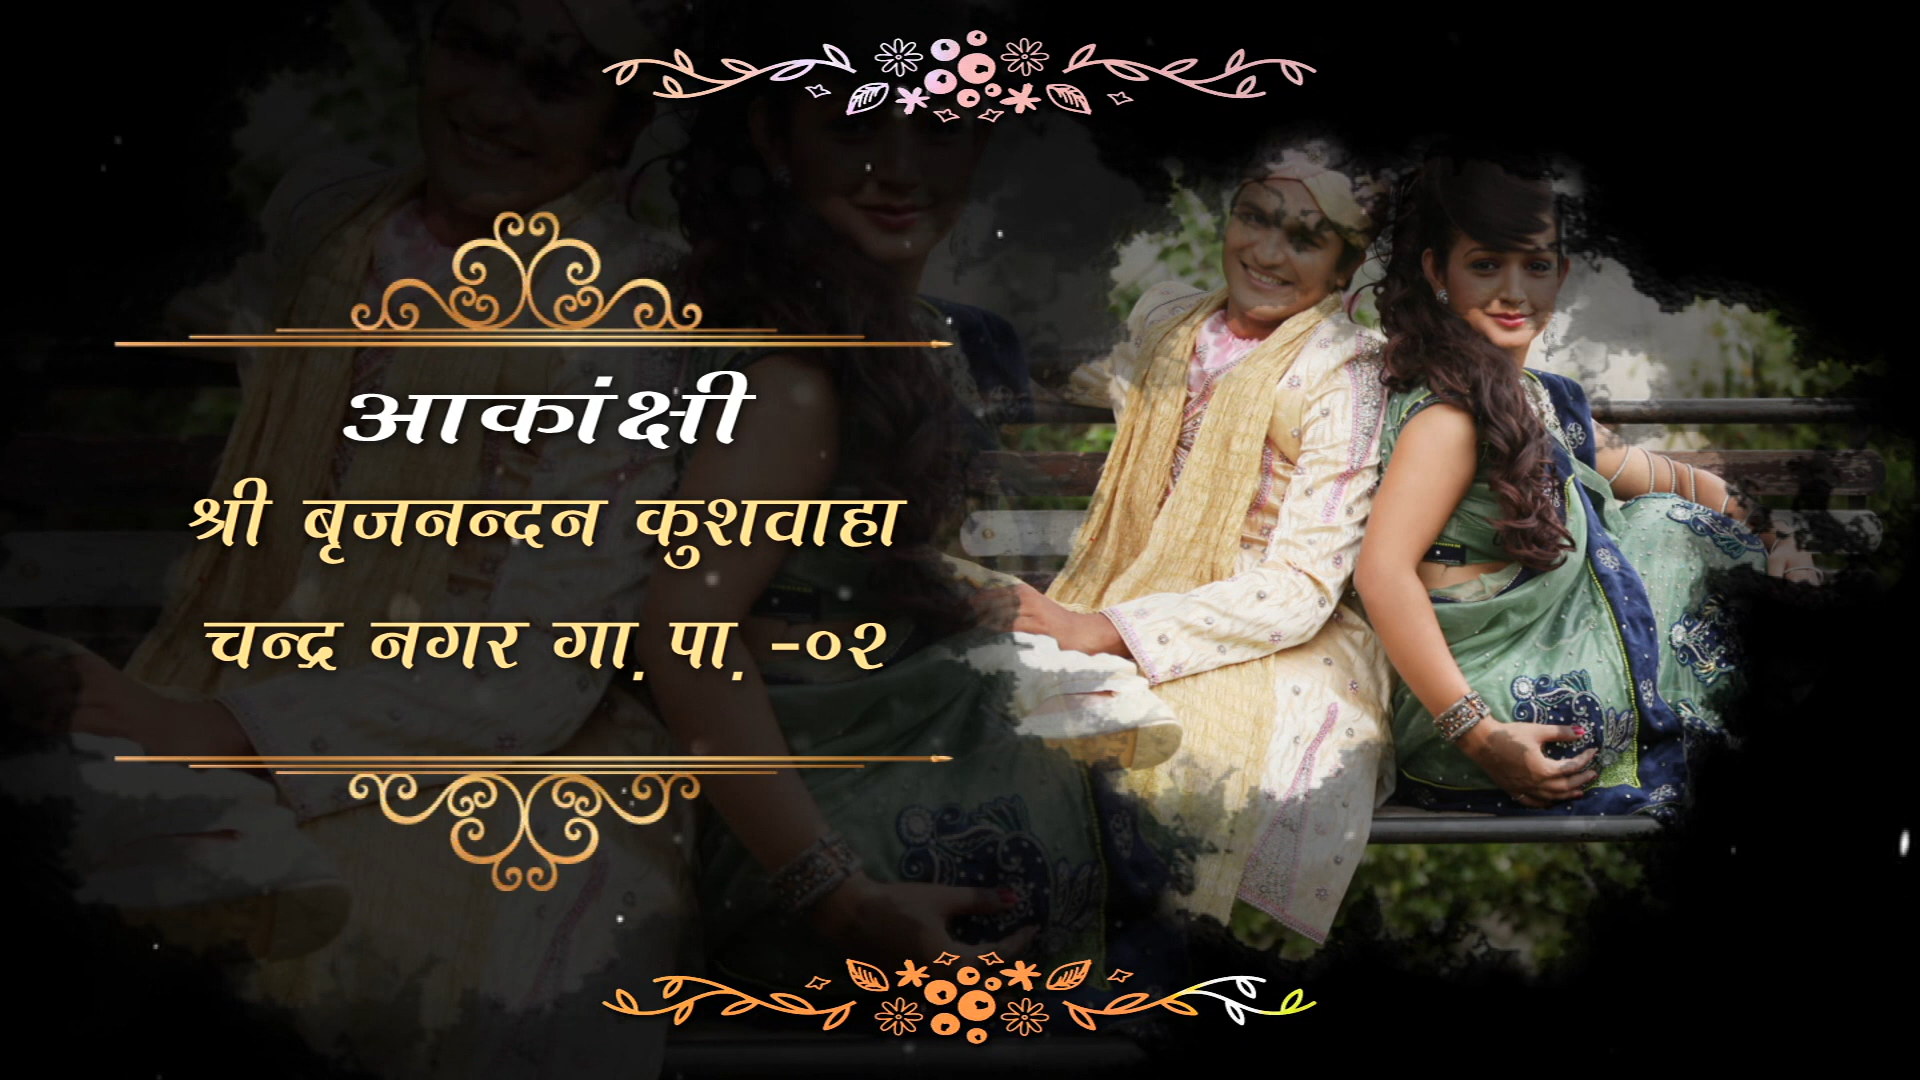 आकांक्षी
श्री बृजनन्दन कुशवाहा
चन्द्र नगर गा. पा. -०२